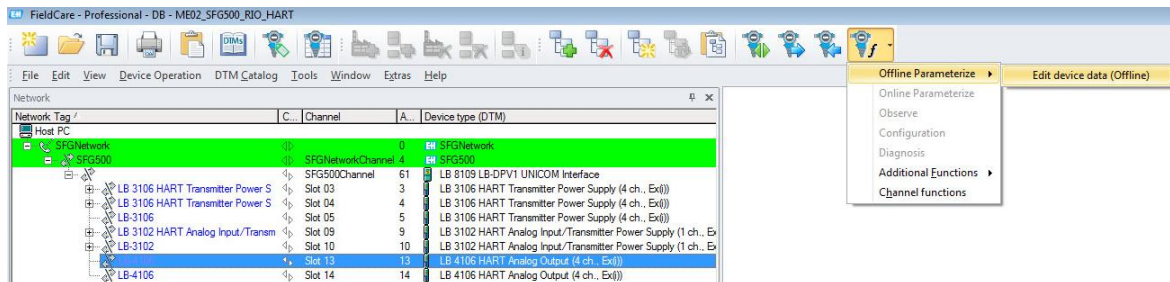 FieldCare - Professional - DB - ME02_SFG500_RIO_HART
DTMs
File Edit View Device Operation DTM Catalog Tools Window Extras Help
Offline Parameterize Edit device data (Offline)
Online Parameterize
Observe
Configuration
Diagnosis
Additional Functions
Channel functions
Network
Network Tag / C... Channel A... Device type (DTM)
Host PC
SFGNetwork 0 SFGNetwork
SFG500 SFGNetworkChannel 4 SFG500
SFG500Channel 61 LB 8109 LB-DPV1 UNICOM Interface
LB 3106 HART Transmitter Power S Slot 03 3 LB 3106 HART Transmitter Power Supply (4 ch., Ex(i))
LB 3106 HART Transmitter Power S Slot 04 4 LB 3106 HART Transmitter Power Supply (4 ch., Ex(i))
LB-3106 Slot 05 5 LB 3106 HART Transmitter Power Supply (4 ch., Ex(i))
LB 3102 HART Analog Input/Transm Slot 09 9 LB 3102 HART Analog Input/Transmitter Power Supply (1 ch., Ex
LB-3102 Slot 10 10 LB 3102 HART Analog Input/Transmitter Power Supply (1 ch., Ex
Slot 13 13 LB 4106 HART Analog Output (4 ch., Ex(i))
LB-4106 Slot 14 14 LB 4106 HART Analog Output (4 ch., Ex(i))